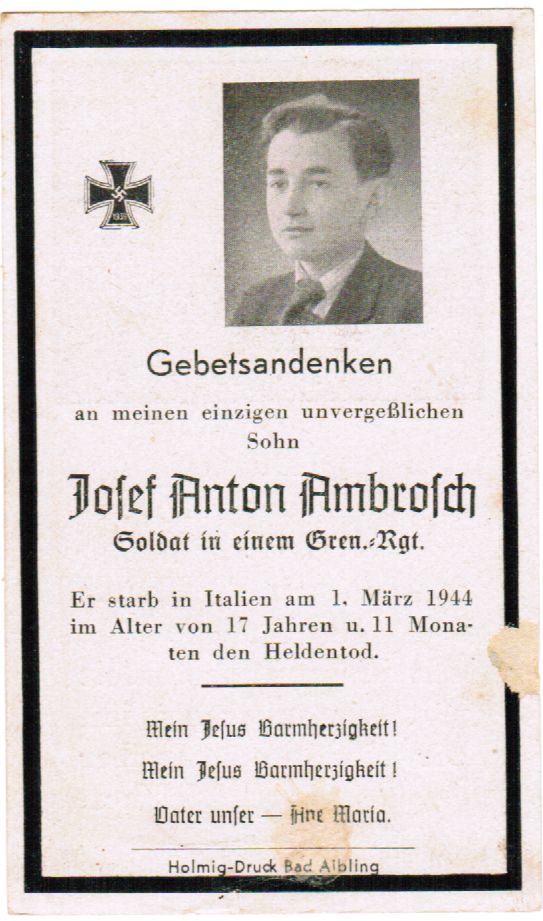 1939
Gebetsandenken
an meinen einzigen unvergeßlichen
Sohn
Josef Anton Ambrosch
Soldat in einem Gren.-Rgt.
Er starb in Italien am 1. März 1944
im Alter von 17 Jahren u. 11 Mona-
ten den Heldentod.
Mein Jesus Barmherzigkeit!
Mein Jesus Barmherzigkeit!
Vater unser — Ave Maria.
Holmig-Druck Bad Aibling